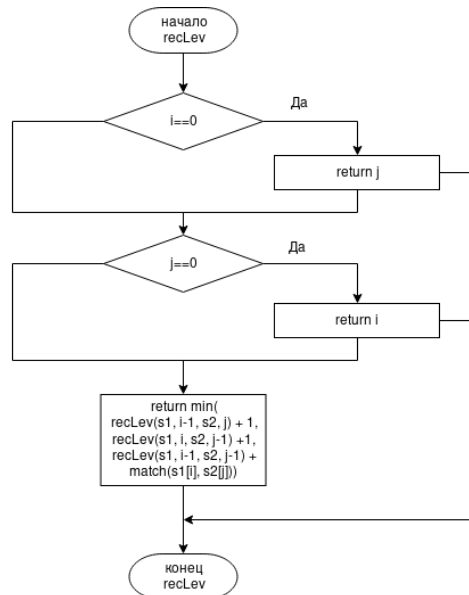 начало
recLev
i==0
Да
return j
j==0
Да
return i
return min(
recLev(s1, i-1, s2, j) + 1,
recLev(s1, i, s2, j-1) +1,
recLev(s1, i-1, s2, j-1) +
match(s1[i], s2[j]))
конец
recLev